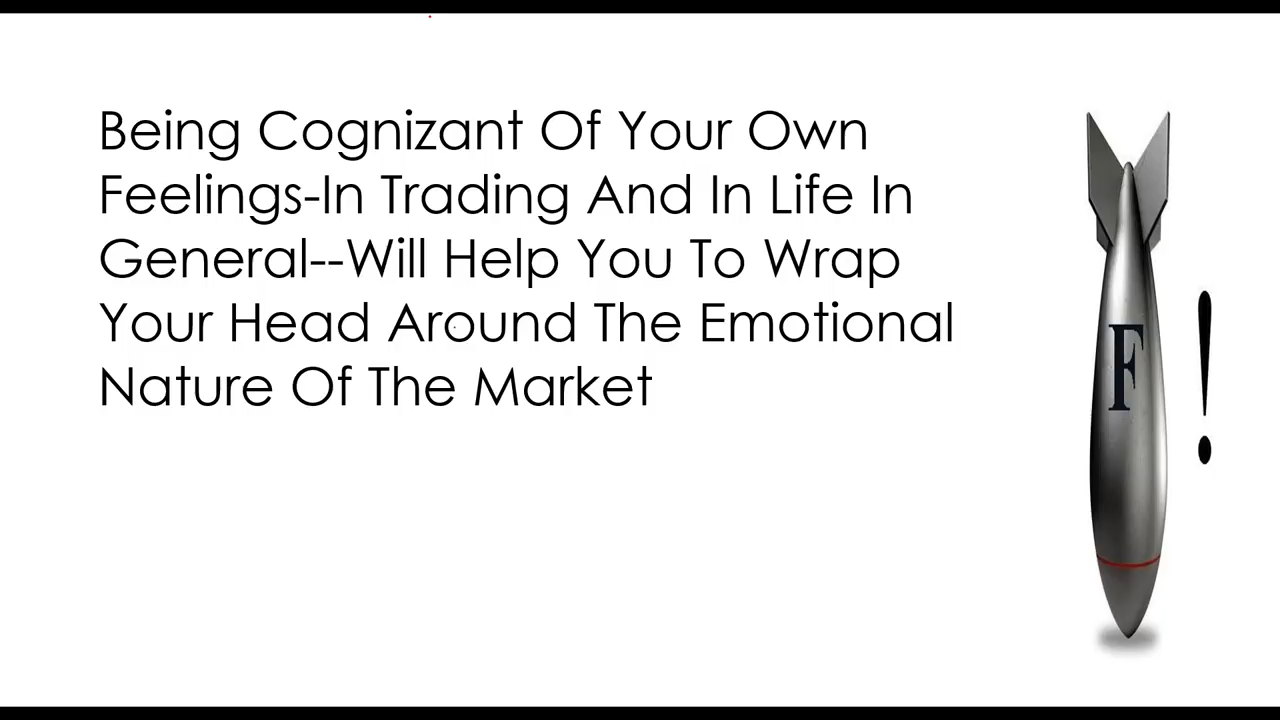 Being Cognizant Of Your Own
Feelings-In Trading And In Life In
General--Will Help You To Wrap
Your Head Around The Emotional
Nature Of The Market
F
!